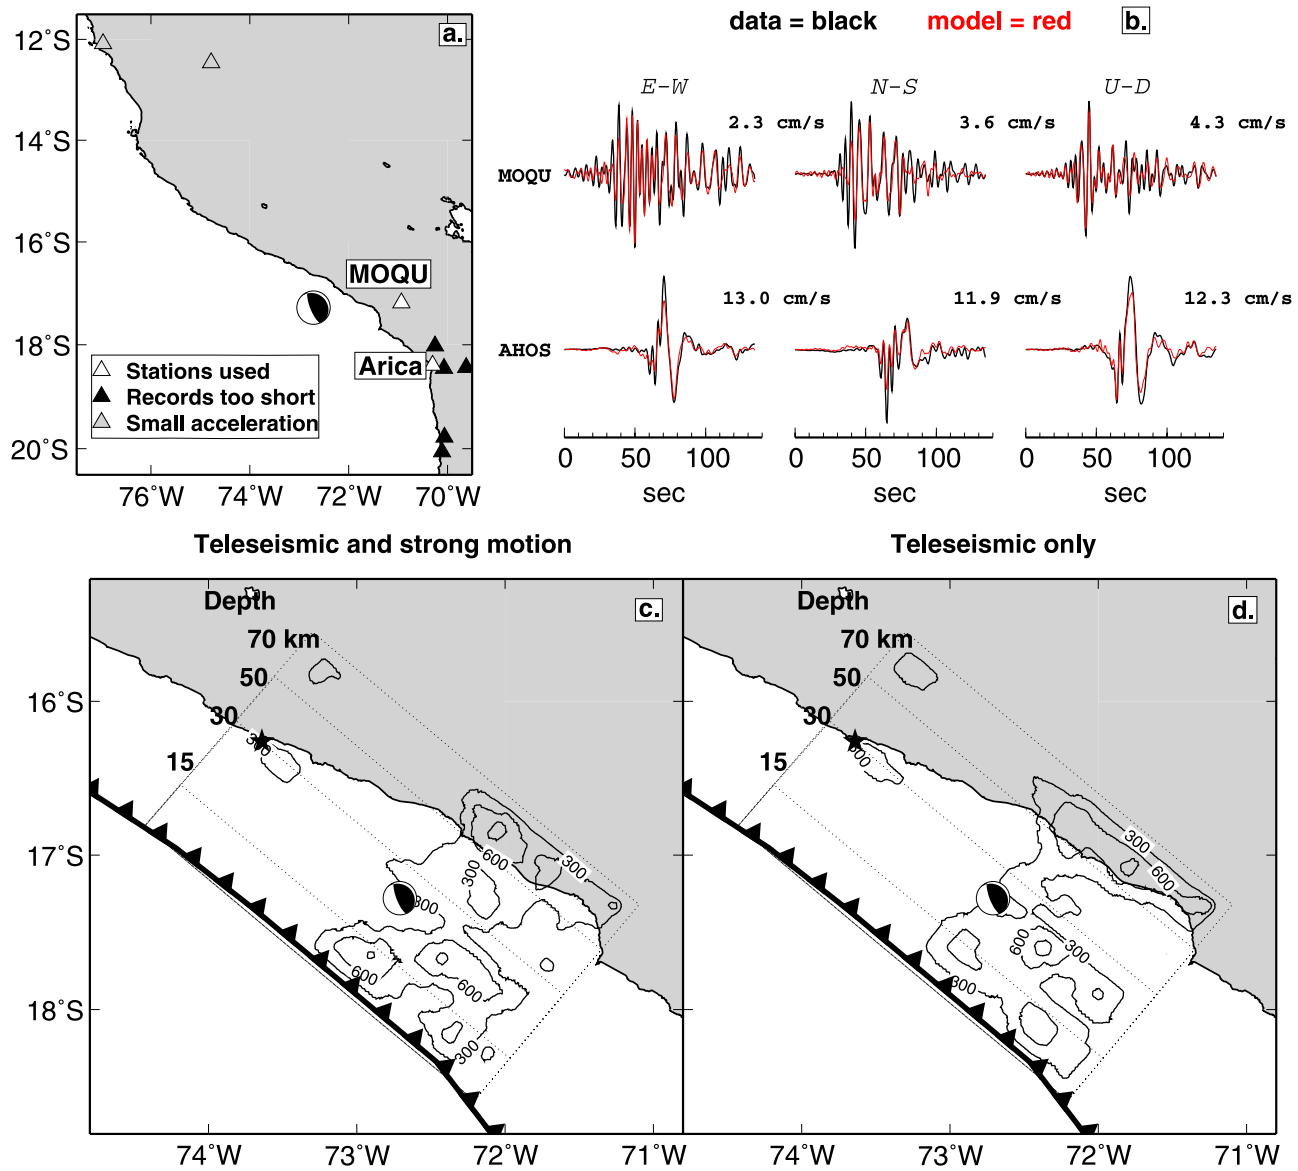 data = black model = red b.
a.
12°S
14°S
16°S
18°S
20°S
76°W 74°W 72°W 70°W
MOQU
Arica
Stations used
Records too short
Small acceleration
E-W N-S U-D
MOQU 2.3 cm/s 3.6 cm/s 4.3 cm/s
AHOS 13.0 cm/s 11.9 cm/s 12.3 cm/s
0 50 100 0 50 100 0 50 100
sec sec sec
Teleseismic and strong motion
c.
Depth
70 km
50
30
15
300
300
600
300
300
600
600
300
16°S
17°S
18°S
74°W 73°W 72°W 71°W
Teleseismic only
d.
Depth
70 km
50
30
15
300
300
600
600
300
300
74°W 73°W 72°W 71°W